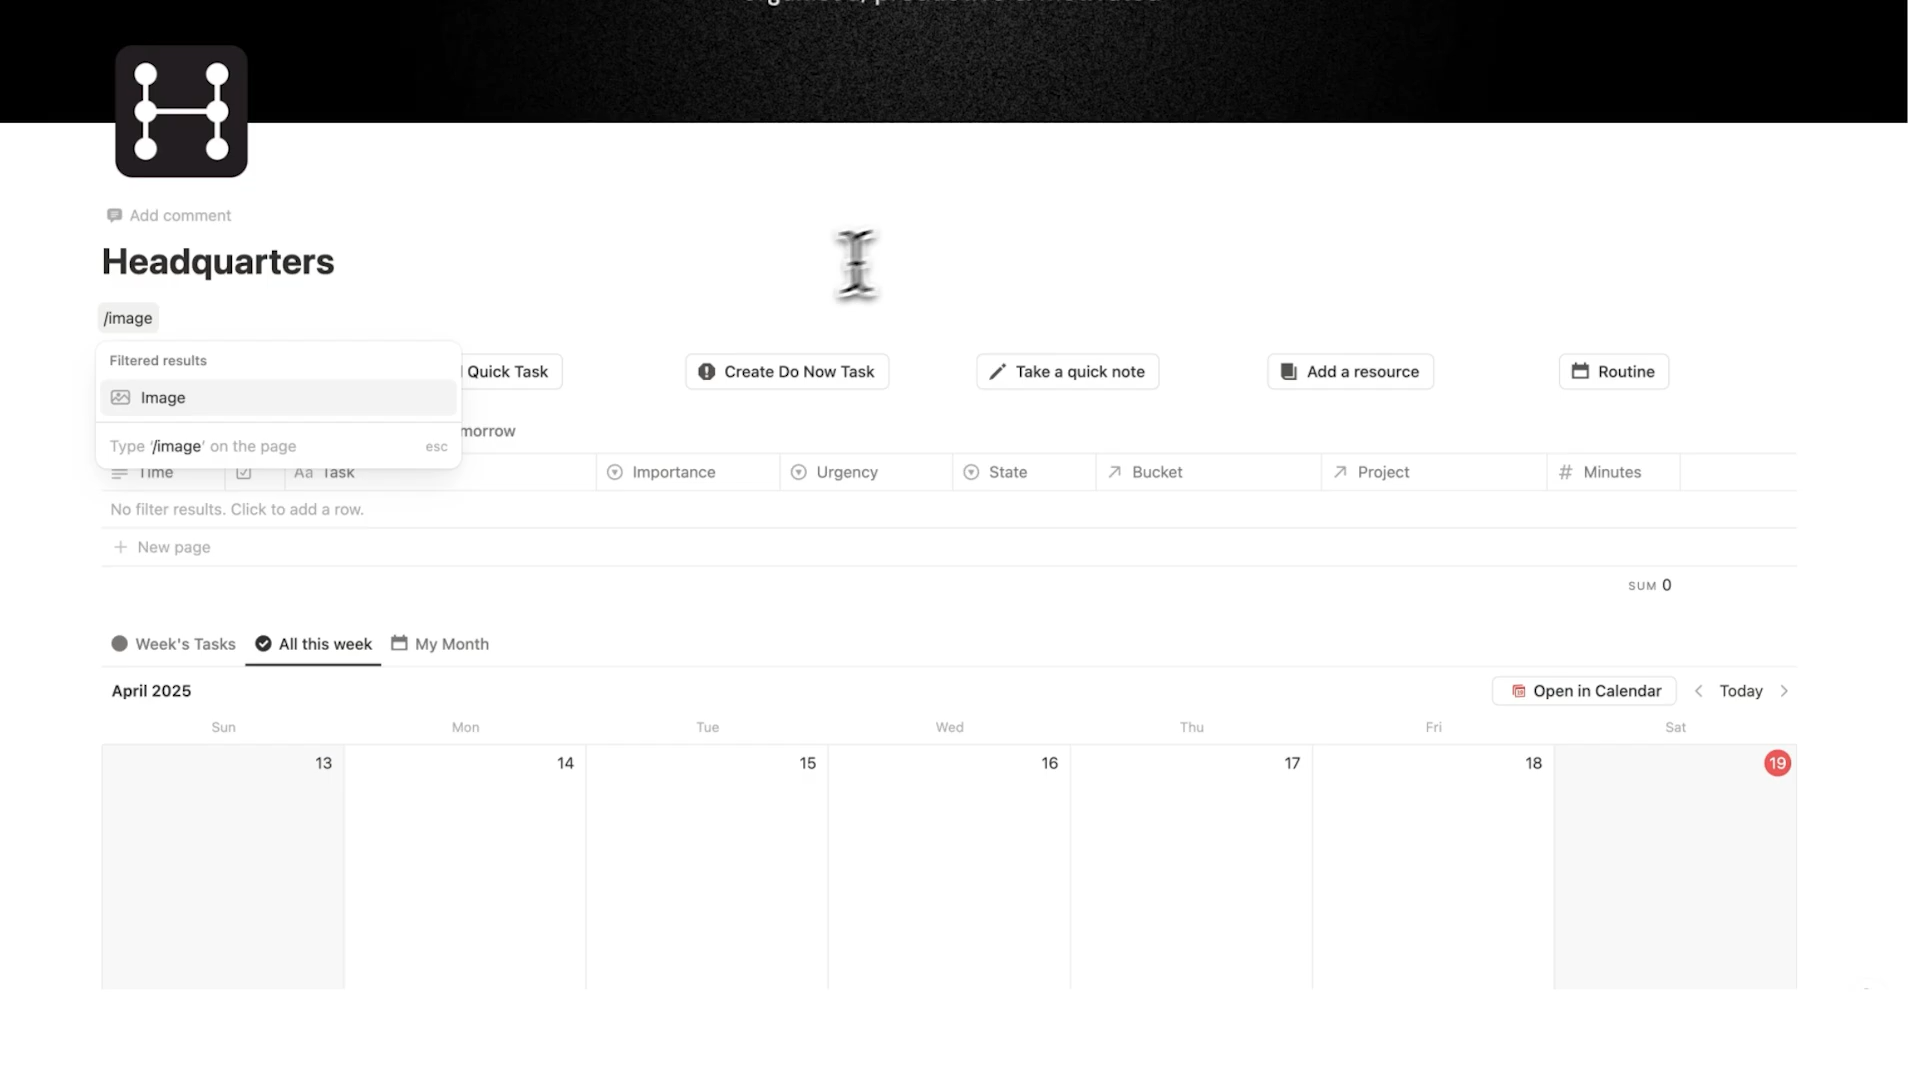 Add comment
Headquarters
/image
Filtered results
Image
Type '/image' on the page esc
Quick Task
Create Do Now Task
Take a quick note
Add a resource
Routine
morrow
Time Aa Task Importance Urgency State Bucket Project # Minutes
No filter results. Click to add a row.
+ New page
SUM 0
Week's Tasks All this week My Month
April 2025 Open in Calendar < Today >
Sun Mon Tue Wed Thu Fri Sat
13 14 15 16 17 18 19